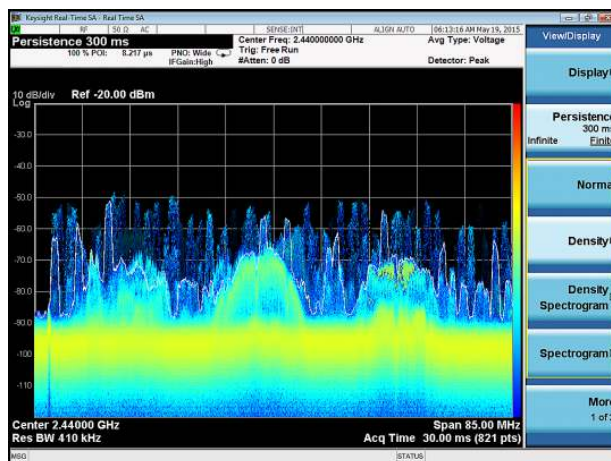 Keysight Real-Time SA - Real Time SA
RF
50 Ω
AC
SENSE:INT
ALIGN AUTO
06:13:16 AM May 19, 2015
Persistence 300 ms
Center Freq: 2.440000000 GHz
Avg Type: Voltage
100 % POI:
8.217 µs
PNO: Wide
Trig: Free Run
IFGain:High
#Atten: 0 dB
Detector: Peak
10 dB/div
Ref -20.00 dBm
Log
-30.0
-40.0
-50.0
-60.0
-70.0
-80.0
-90.0
-100
-110
Center 2.44000 GHz
Span 85.00 MHz
Res BW 410 kHz
Acq Time 30.00 ms (821 pts)
MSG
STATUS
View/Display
Display
Persistence
300 ms
Infinite
Finite
Normal
Density
Density
Spectrogram
Spectrogram
More
1 of